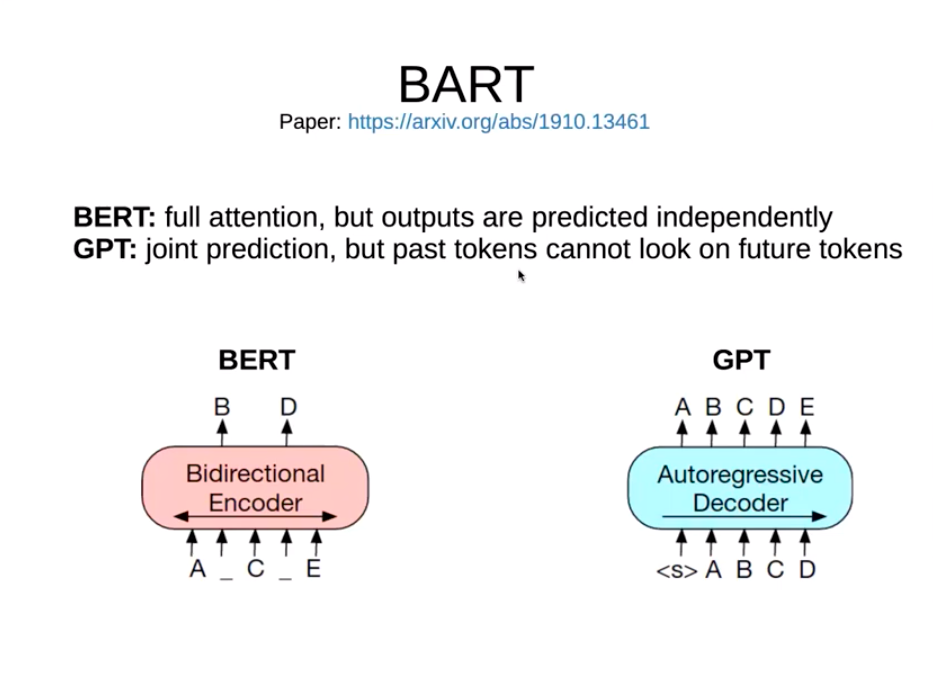 BART
Paper: https://arxiv.org/abs/1910.13461
BERT: full attention, but outputs are predicted independently
GPT: joint prediction, but past tokens cannot look on future tokens
BERT
B D
Bidirectional
Encoder
A _ C _ E
GPT
A B C D E
Autoregressive
Decoder
<s> A B C D